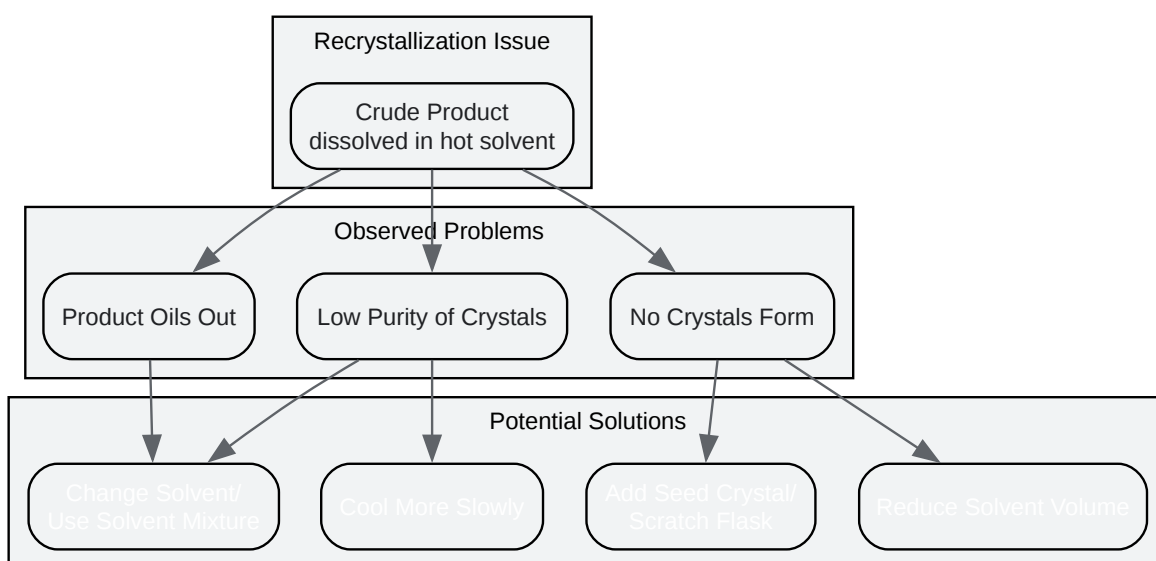 Recrystallization Issue
Crude Product
dissolved in hot solvent
Observed Problems
Product Oils Out
Low Purity of Crystals
No Crystals Form
Potential Solutions
Change Solvent/
Use Solvent Mixture
Cool More Slowly
Add Seed Crystal/
Scratch Flask
Reduce Solvent Volume